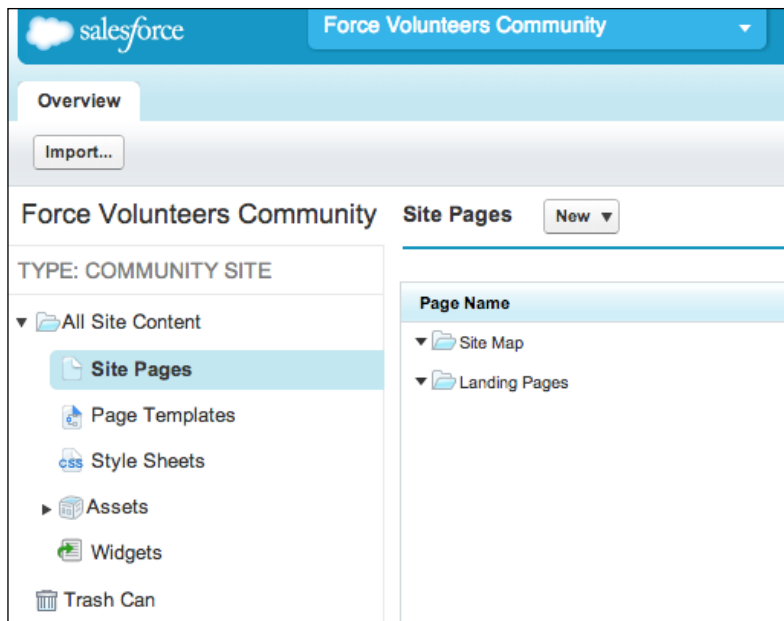 salesforce
Force Volunteers Community
Overview
Import...
Force Volunteers Community
Site Pages
New
TYPE: COMMUNITY SITE
Page Name
All Site Content
Site Map
Site Pages
Landing Pages
Page Templates
css Style Sheets
Assets
Widgets
Trash Can